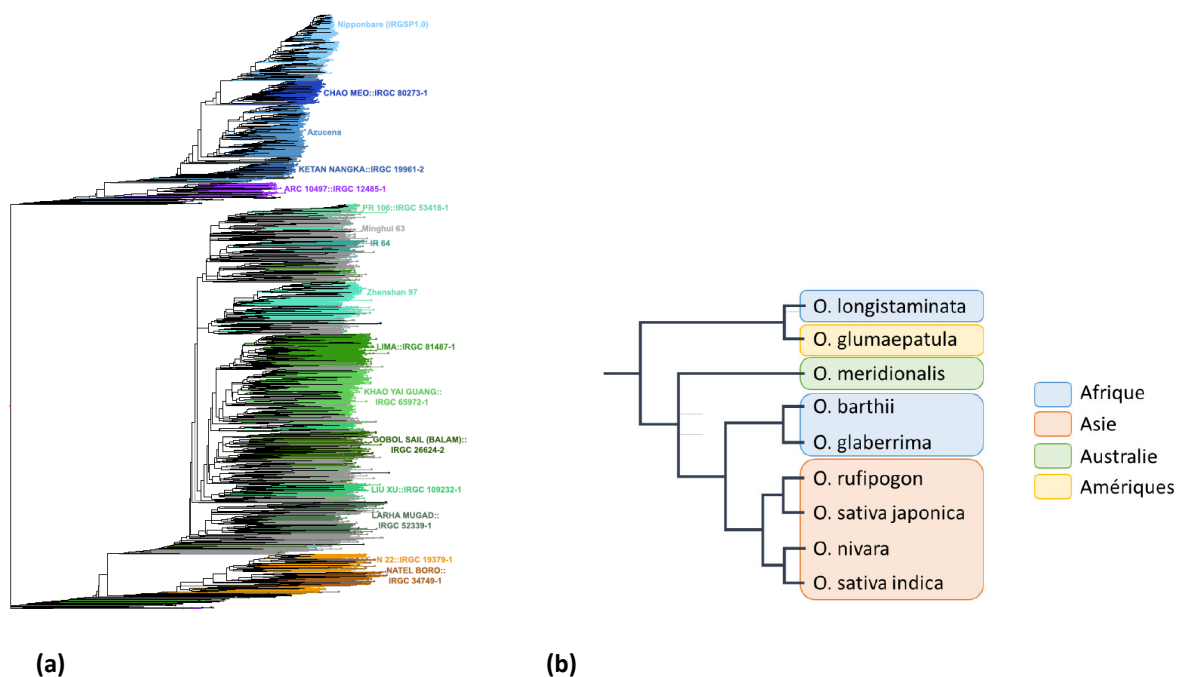 Nipponbare (IRGSP1.0)
CHAO MEO::IRGC 80273-1
Azucena
KETAN NANGKA::IRGC 19961-2
ARC 10497::IRGC 12485-1
PR 106::IRGC 53418-1
Minghui 63
IR 64
Zhenshan 97
LIMA::IRGC 81487-1
KHAO YAI GUANG::
IRGC 65972-1
GOBOL SAIL (BALAM)::
IRGC 26624-2
LIU XU::IRGC 109232-1
LARHA MUGAD::
IRGC 52339-1
N 22::IRGC 19379-1
NATEL BORO::
IRGC 34749-1
(a)
O. longistaminata
O. glumaepatula
O. meridionalis
O. barthii
O. glaberrima
O. rufipogon
O. sativa japonica
O. nivara
O. sativa indica
Afrique
Asie
Australie
Amériques
(b)